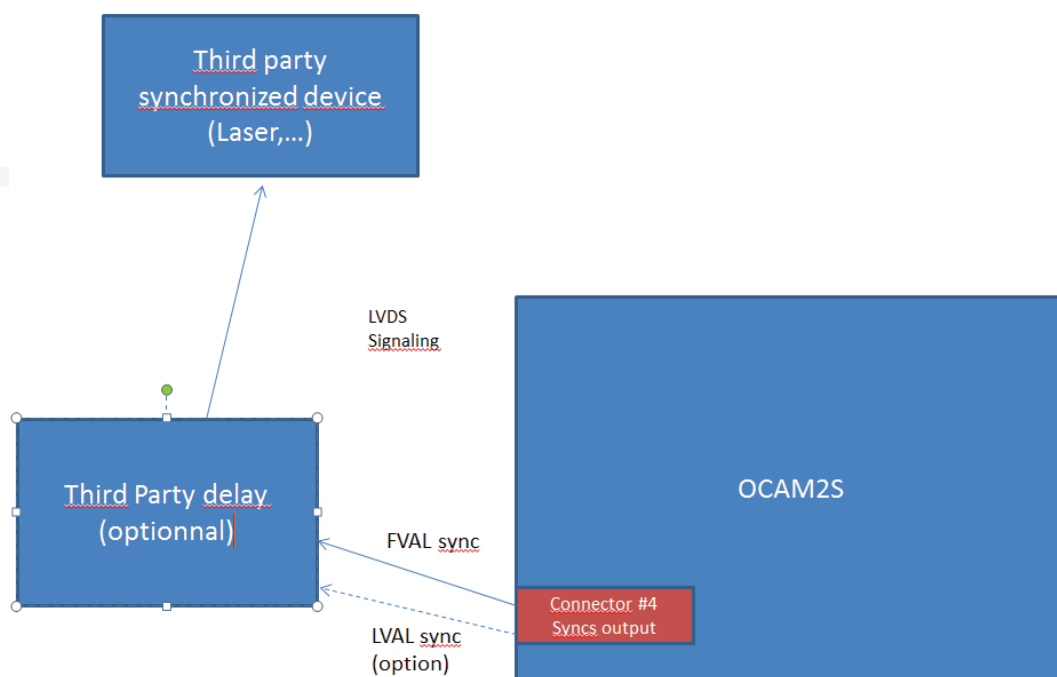 Third party
synchronized device
(Laser,...)
LVDS
Signaling
Third Party delay
(optionnal)
OCAM2S
FVAL sync
Connector #4
Syncs output
LVAL sync
(option)